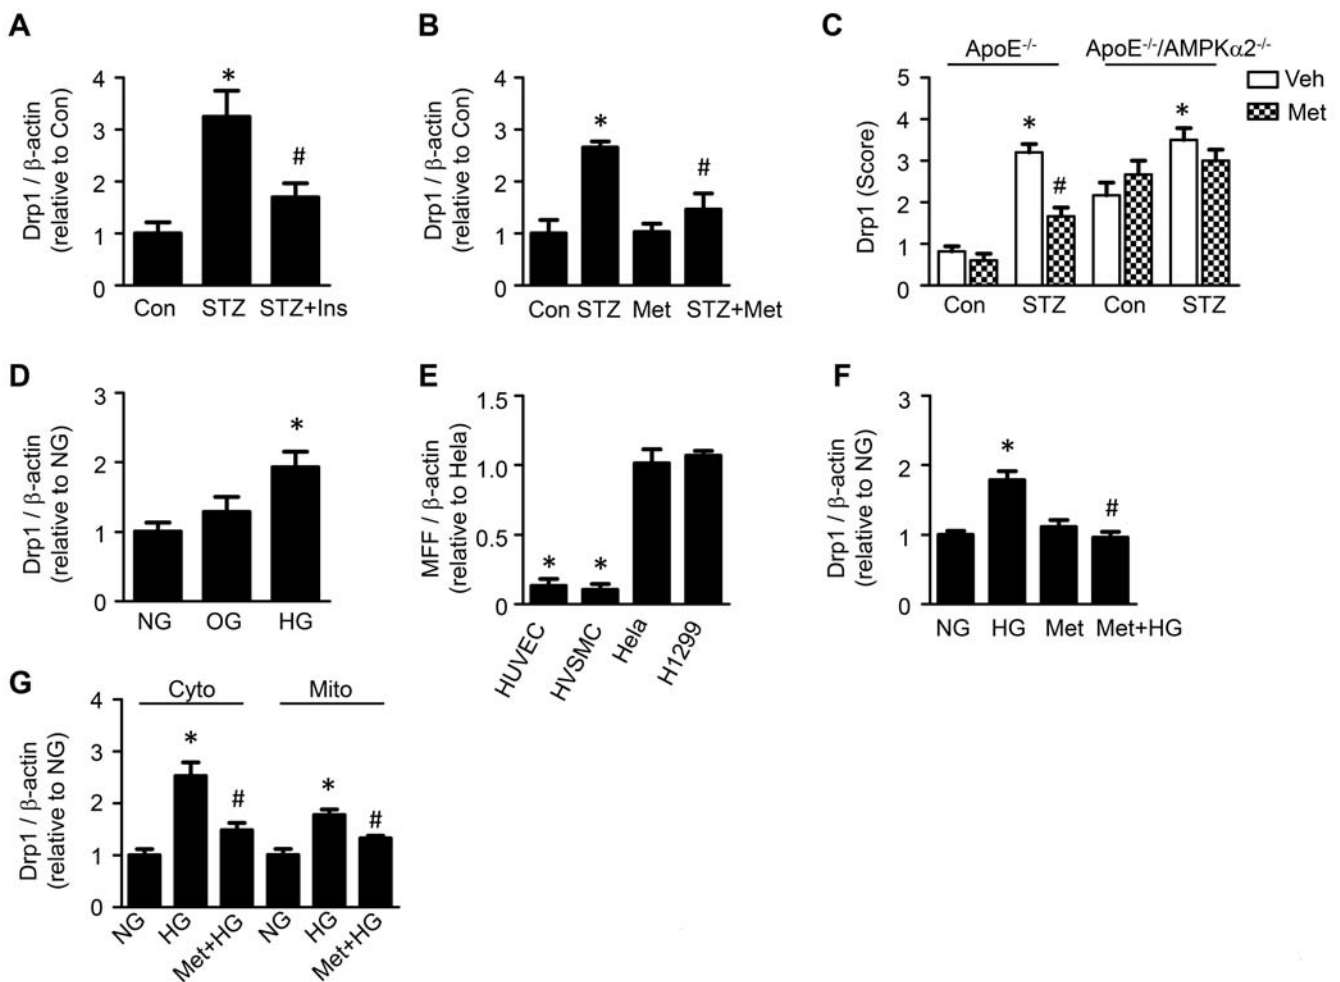 A
Drp1 / β-actin
(relative to Con)
4
3
2
1
0
*
#
Con STZ STZ+Ins
B
Drp1 / β-actin
(relative to Con)
4
3
2
1
0
*
#
Con STZ Met STZ+Met
C
ApoE-/- ApoE-/-/AMPKα2-/-
Drp1 (Score)
5
4
3
2
1
0
*
#
*
Con STZ Con STZ
Veh
Met
D
Drp1 / β-actin
(relative to NG)
3
2
1
0
*
NG OG HG
E
MFF / β-actin
(relative to Hela)
1.5
1.0
0.5
0
* *
HUVEC HVSMC Hela H1299
F
Drp1 / β-actin
(relative to NG)
3
2
1
0
*
#
NG HG Met Met+HG
G
Cyto Mito
Drp1 / β-actin
(relative to NG)
4
3
2
1
0
*
#
*
#
NG HG Met+HG NG HG Met+HG